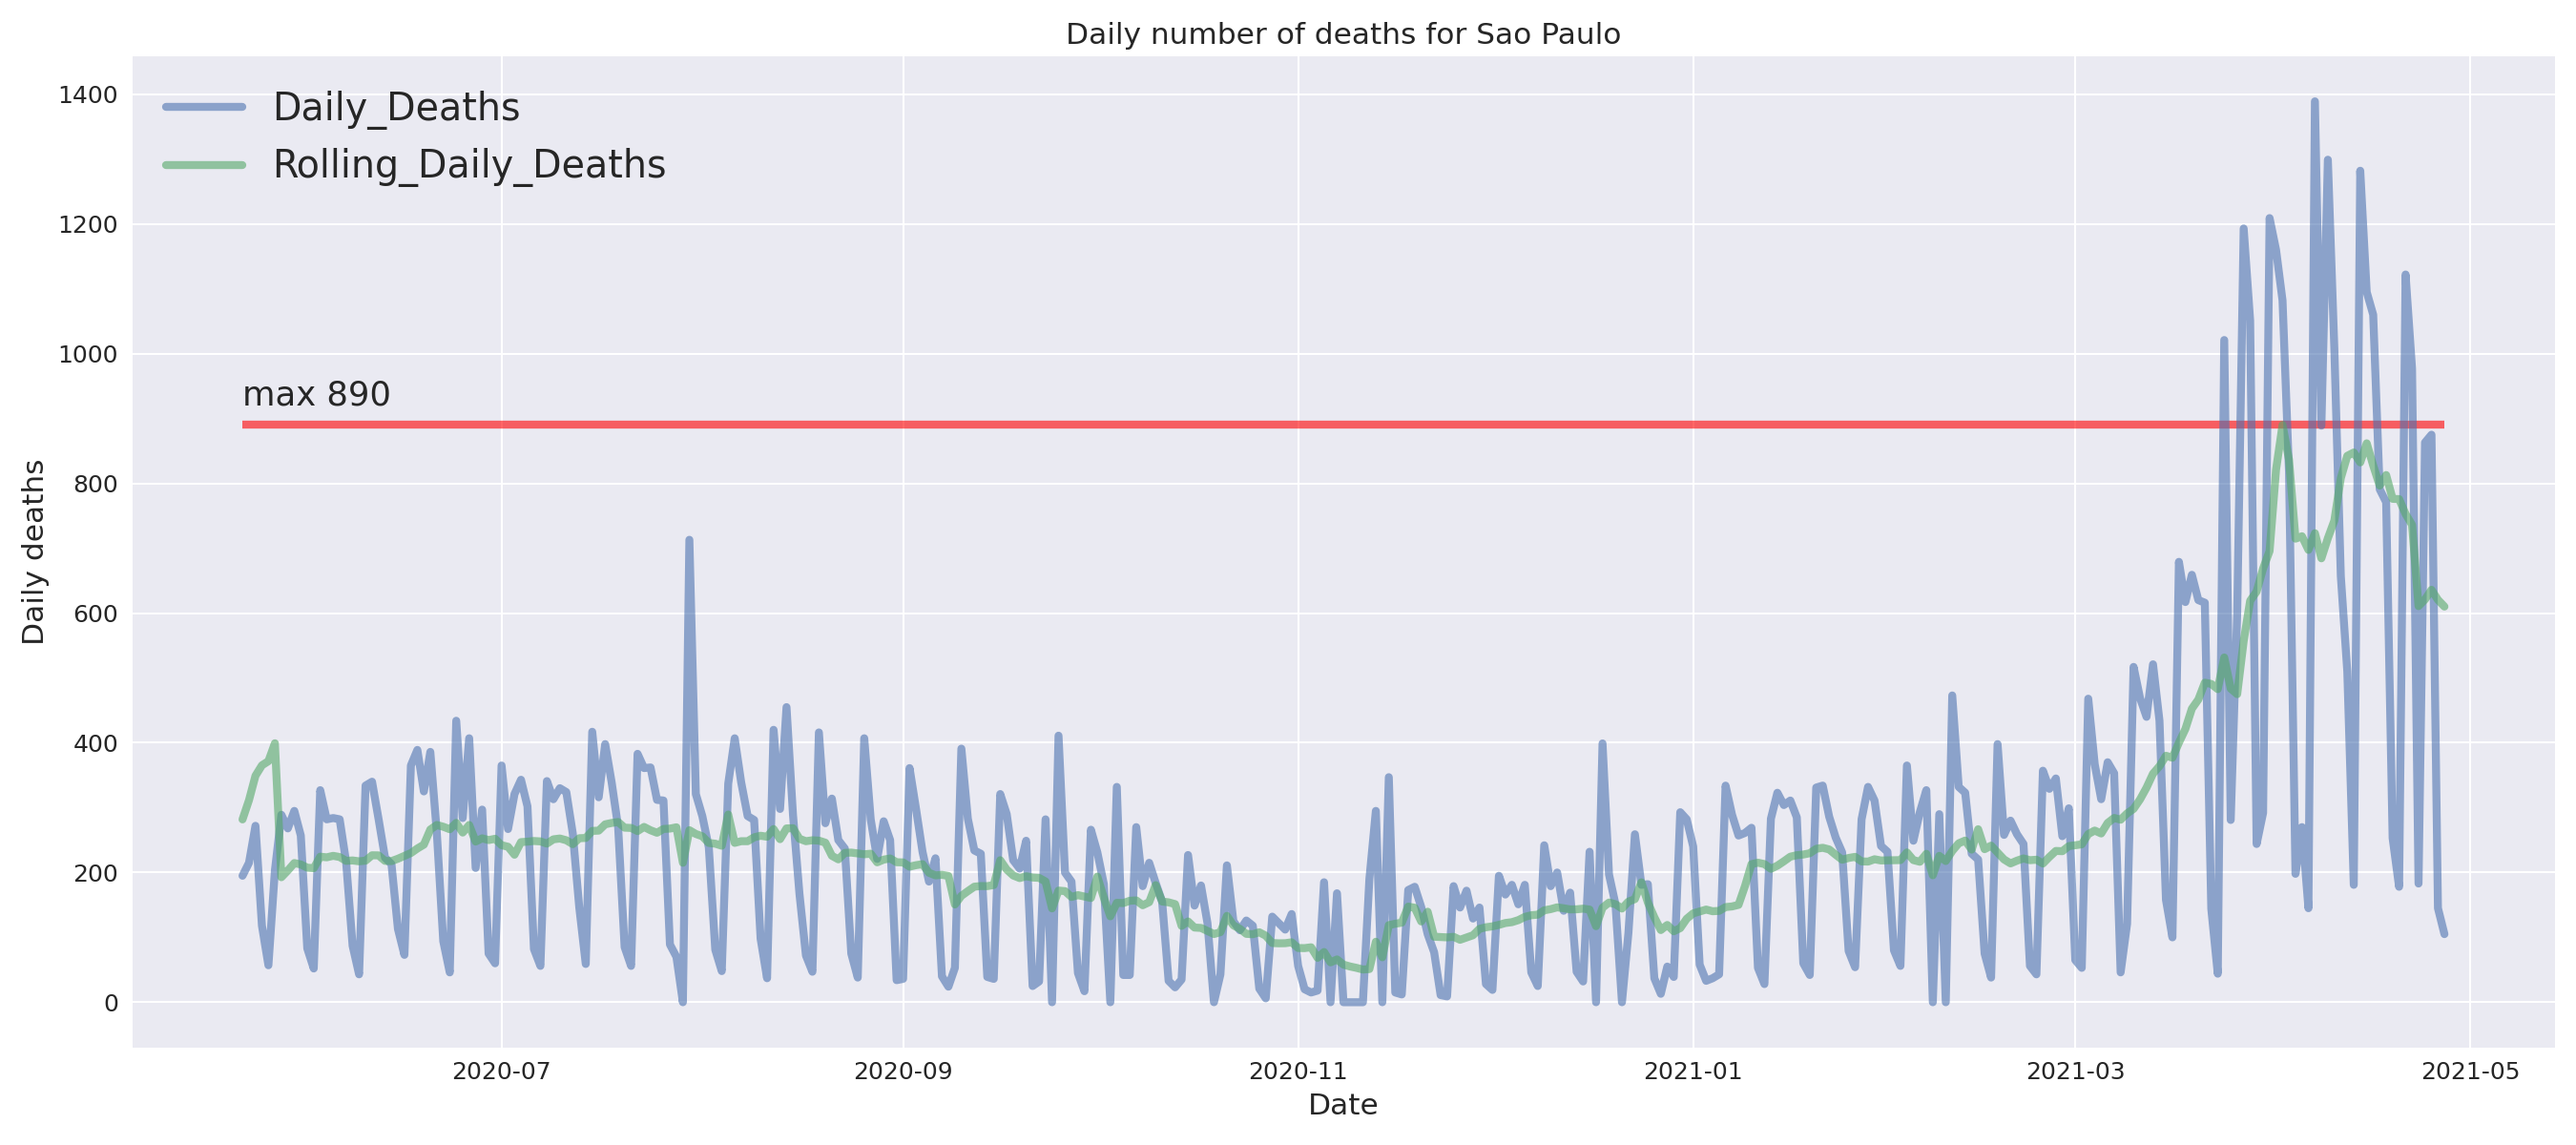 Daily number of deaths for Sao Paulo
1400
1200
1000
800
600
400
200
0
Daily deaths
Daily_Deaths
Rolling_Daily_Deaths
max 890
2020-07
2020-09
2020-11
2021-01
2021-03
2021-05
Date